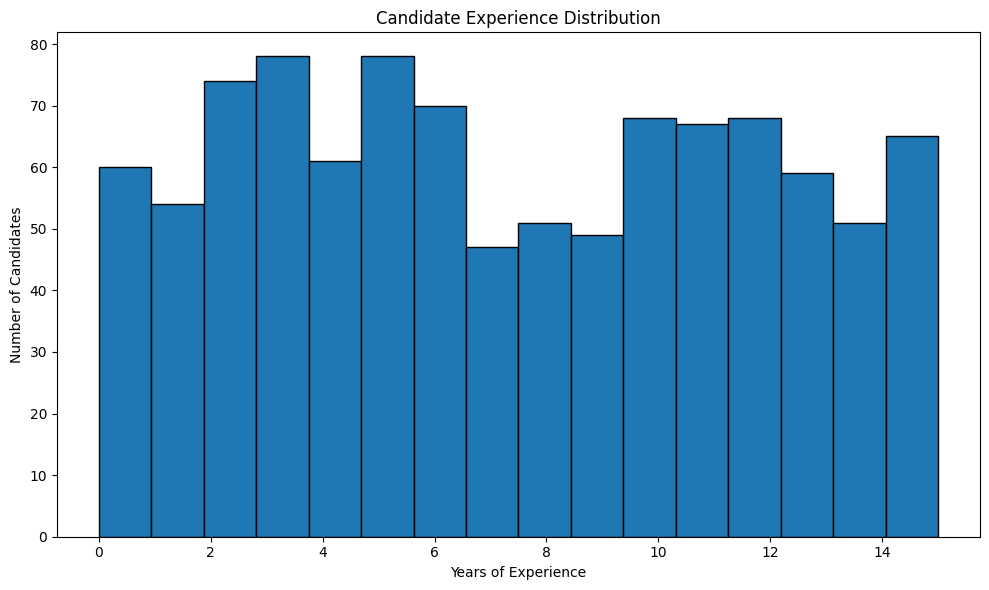 Candidate Experience Distribution
Number of Candidates
80
70
60
50
40
30
20
10
0
0 2 4 6 8 10 12 14
Years of Experience